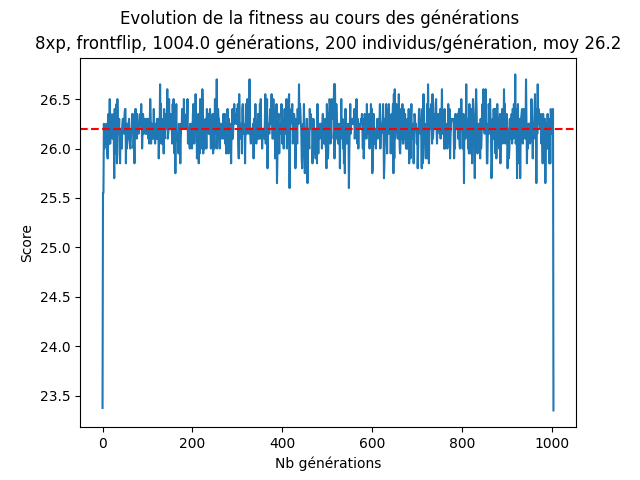 Evolution de la fitness au cours des générations
8xp, frontflip, 1004.0 générations, 200 individus/génération, moy 26.2
26.5
26.0
25.5
25.0
24.5
24.0
23.5
Score
0 200 400 600 800 1000
Nb générations